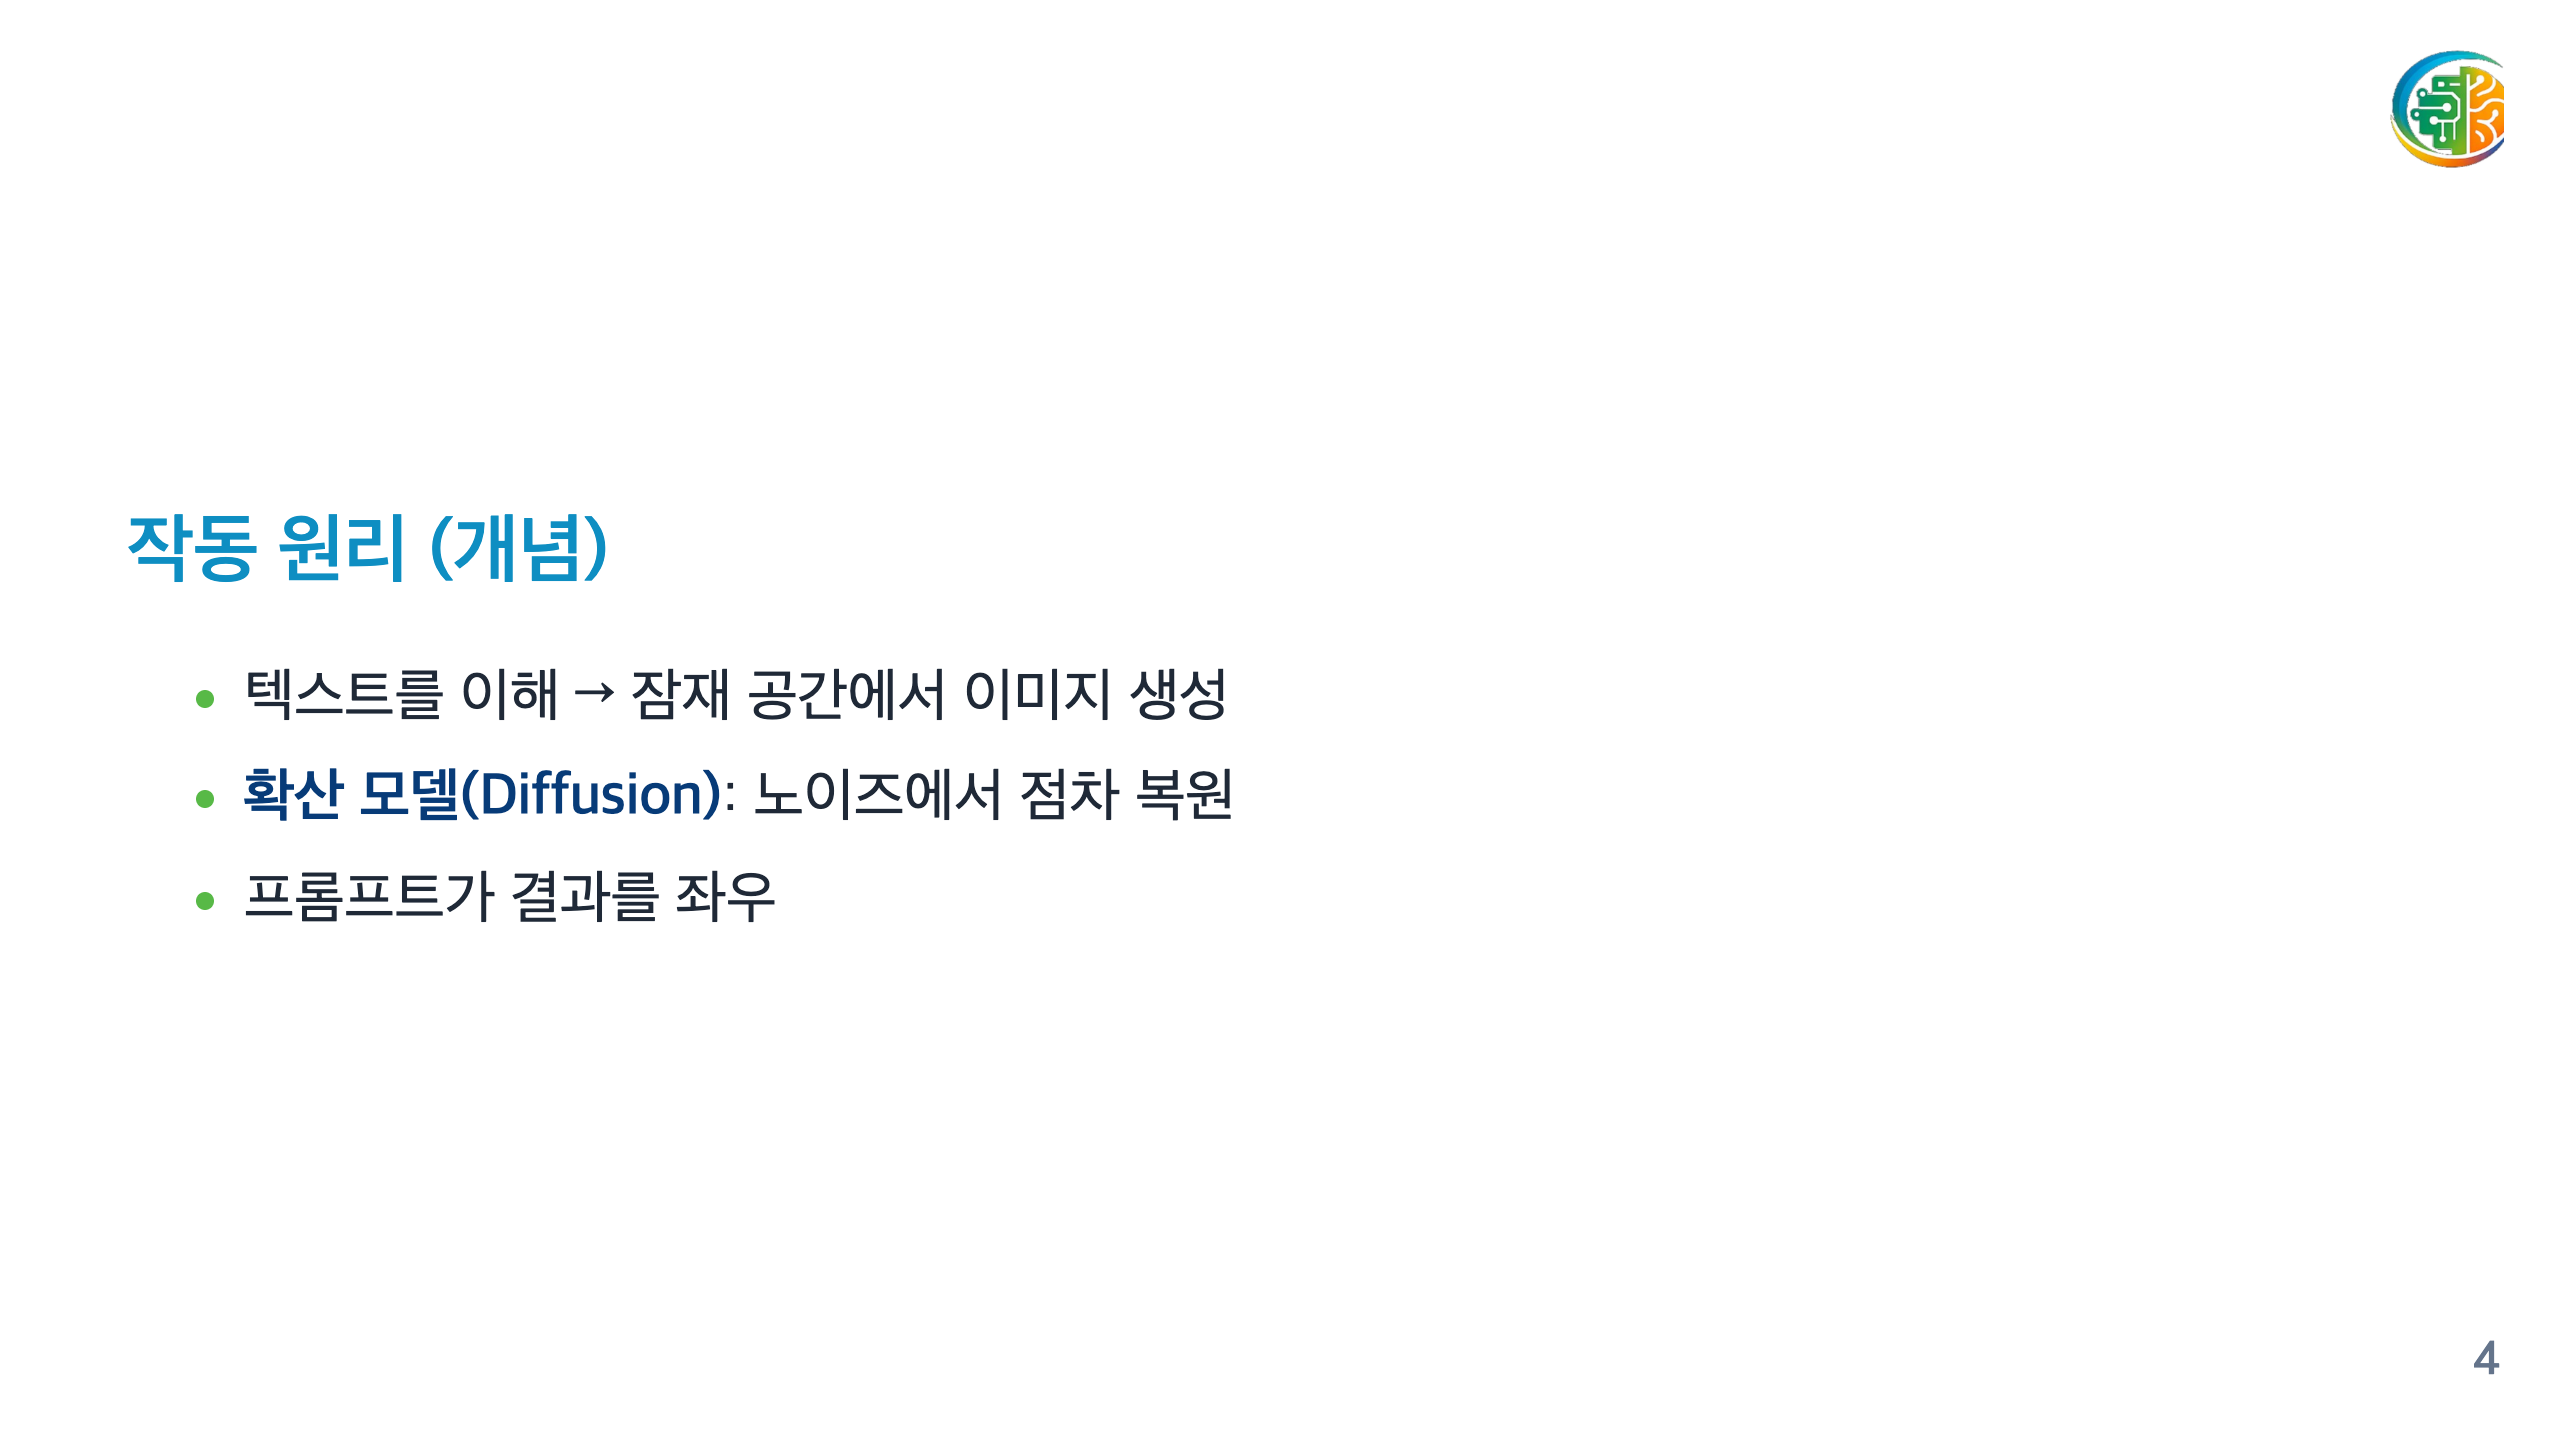 작동 원리 (개념)
• 텍스트를 이해 → 잠재 공간에서 이미지 생성
• 확산 모델(Diffusion): 노이즈에서 점차 복원
• 프롬프트가 결과를 좌우
4